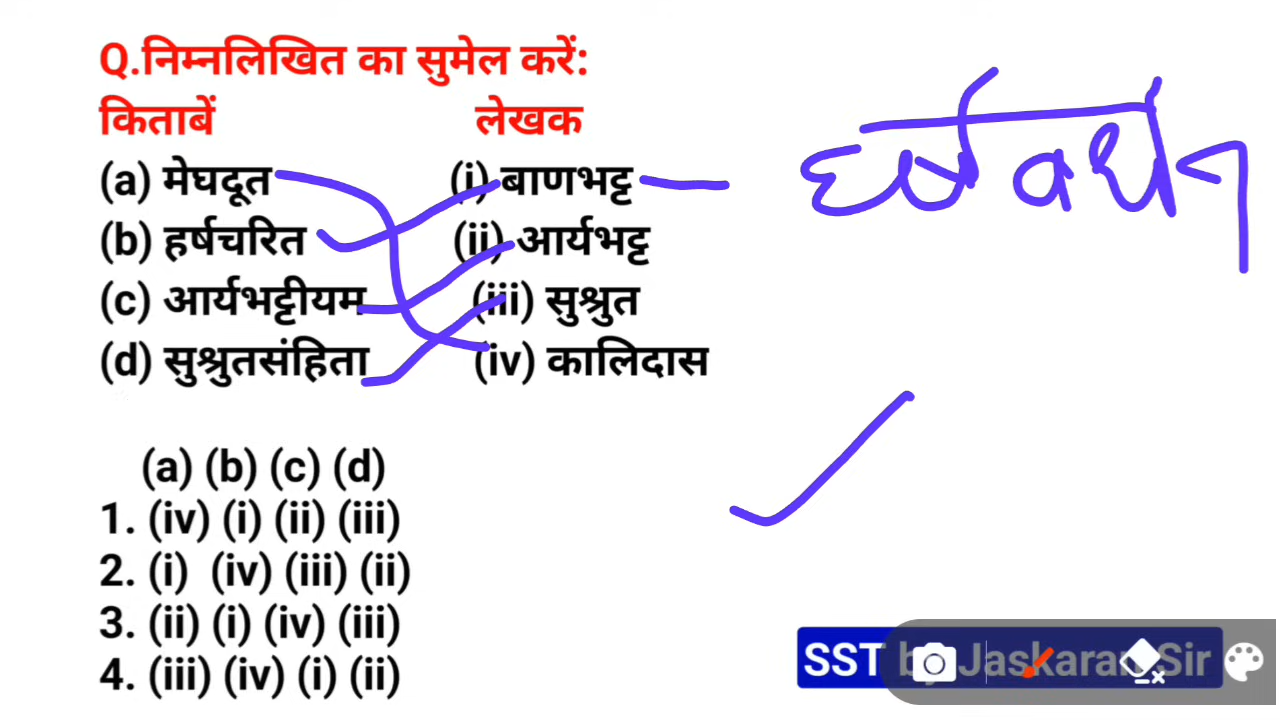 Q.निम्नलिखित का सुमेल करें:
किताबें लेखक
(a) मेघदूत (i) बाणभट्ट
हर्षवर्धन
(b) हर्षचरित (ii) आर्यभट्ट
(c) आर्यभट्टीयम (iii) सुश्रुत
(d) सुश्रुतसंहिता (iv) कालिदास
(a) (b) (c) (d)
1. (iv) (i) (ii) (iii)
2. (i) (iv) (iii) (ii)
3. (ii) (i) (iv) (iii)
4. (iii) (iv) (i) (ii)
SST by Jaskaran Sir